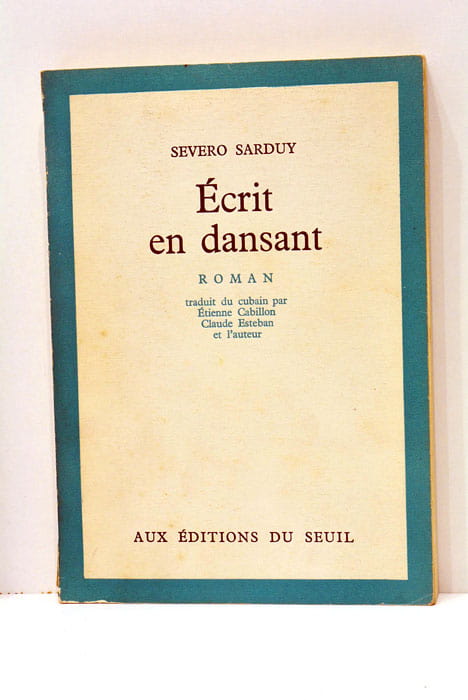 SEVERO SARDUY
Écrit
en dansant
ROMAN
traduit du cubain par
Étienne Cabillon
Claude Esteban
et l'auteur
AUX ÉDITIONS DU SEUIL